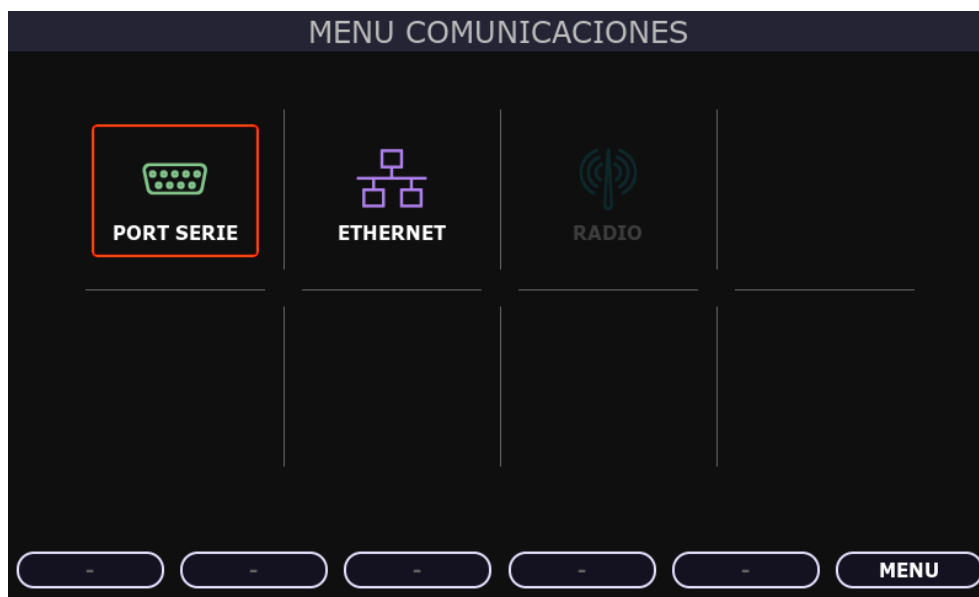 MENU COMUNICACIONES
PORT SERIE
ETHERNET
RADIO
- - - - - MENU